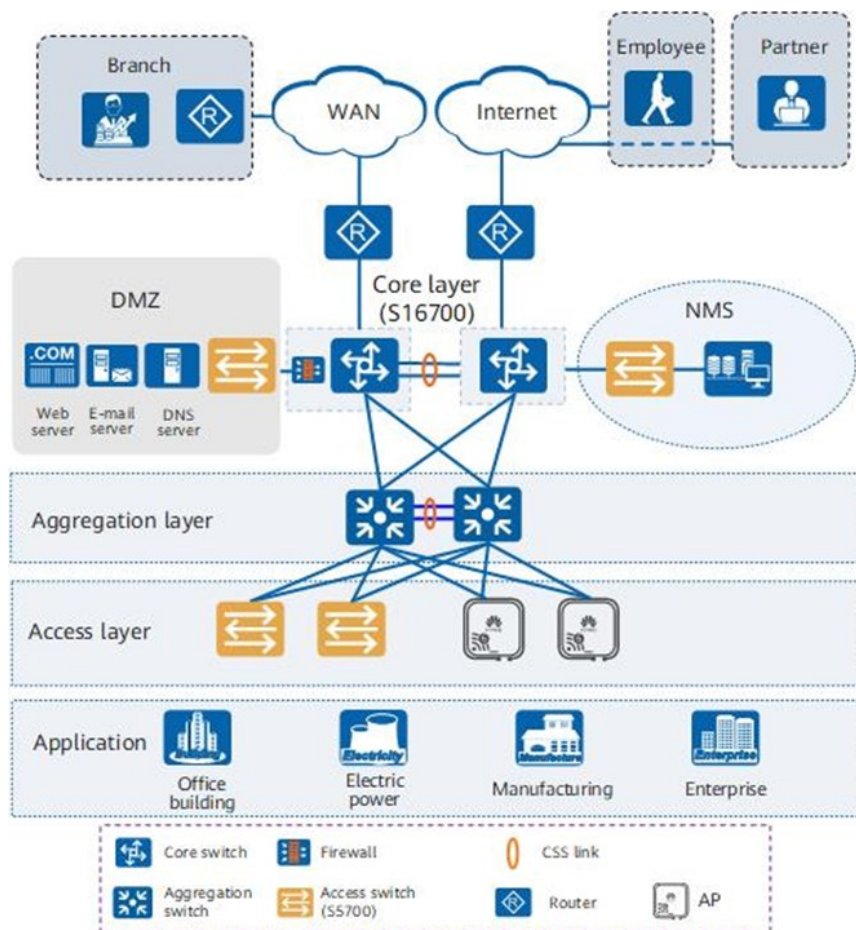 Branch
WAN
Internet
Employee
Partner
R
R
R
DMZ
Core layer
(S16700)
NMS
.COM
Web
server
E-mail
server
DNS
server
Aggregation layer
Access layer
Application
Electricity
Manufacture
Enterprise
Office
building
Electric
power
Manufacturing
Enterprise
Core switch
Firewall
CSS link
Aggregation
switch
Access switch
(S5700)
R
Router
AP